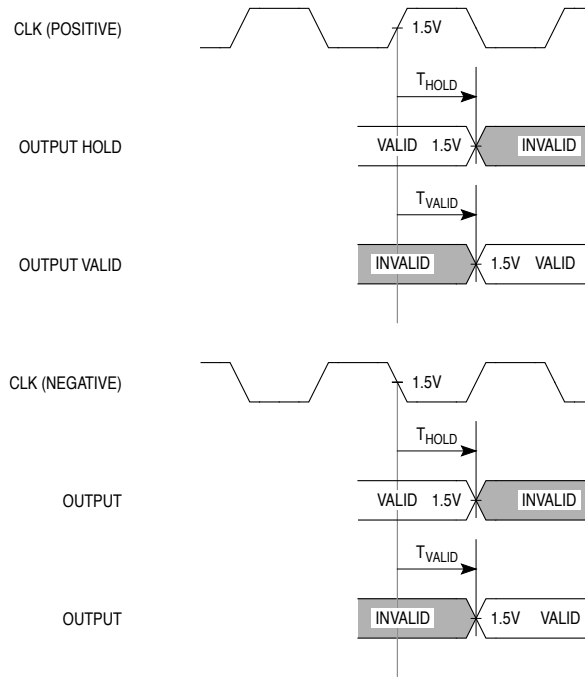 CLK (POSITIVE)
1.5V
THOLD
OUTPUT HOLD
VALID 1.5V INVALID
TVALID
OUTPUT VALID
INVALID 1.5V VALID
CLK (NEGATIVE)
1.5V
THOLD
OUTPUT
VALID 1.5V INVALID
TVALID
OUTPUT
INVALID 1.5V VALID